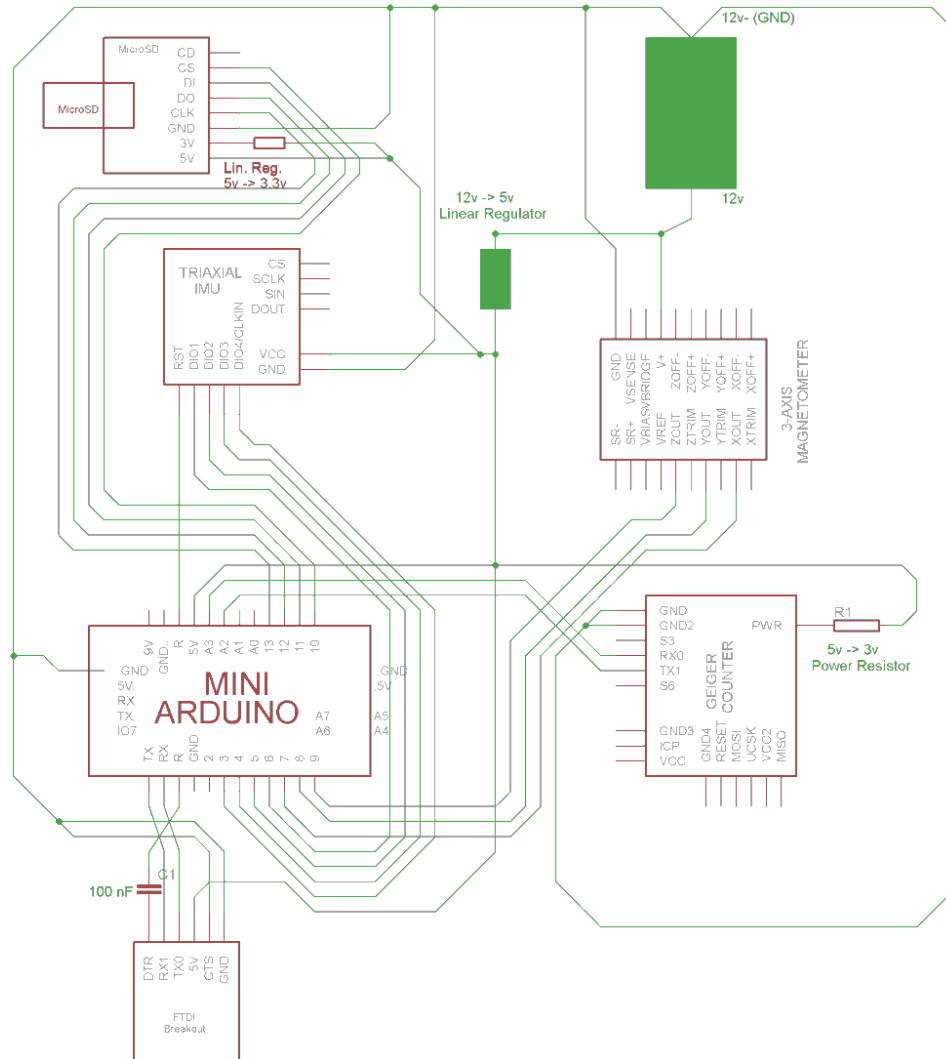 12v- (GND)
MicroSD
CD
CS
DI
DO
CLK
GND
3V
5V
MicroSD
Lin. Reg.
5v -> 3.3v
12v
12v -> 5v
Linear Regulator
TRIAXIAL
IMU
CS
SCLK
SIN
DOUT
VCC
GND
RST
DIO1
DIO2
DIO3
DIO4/CLKIN
GND
VSENSE
VBRIDGE
V+
ZOFF-
ZOFF+
YOFF-
YOFF+
XOFF-
XOFF+
SR-
SR+
VBIAS
VREF
ZOUT
ZTRIM
YOUT
YTRIM
XOUT
XTRIM
3-AXIS
MAGNETOMETER
9V
GND.
R
5V
A3
A2
A1
A0
13
12
11
10
GND
5V.
RX
TX.
IO7
MINI
ARDUINO
.GND
.5V
A7
A6
A5
A4
TX
RX
R
GND
2
3
4
5
6
7
8
9
GND
GND2
S3
RX0
TX1
S6
GND3
ICP
VCC
PWR
GEIGER
COUNTER
GND4
RESET
MOSI
UCSK
VCC2
MISO
R1
5v -> 3v
Power Resistor
C1
100 nF
DTR
RX1
TX0
5V
CTS
GND
FTDI
Breakout